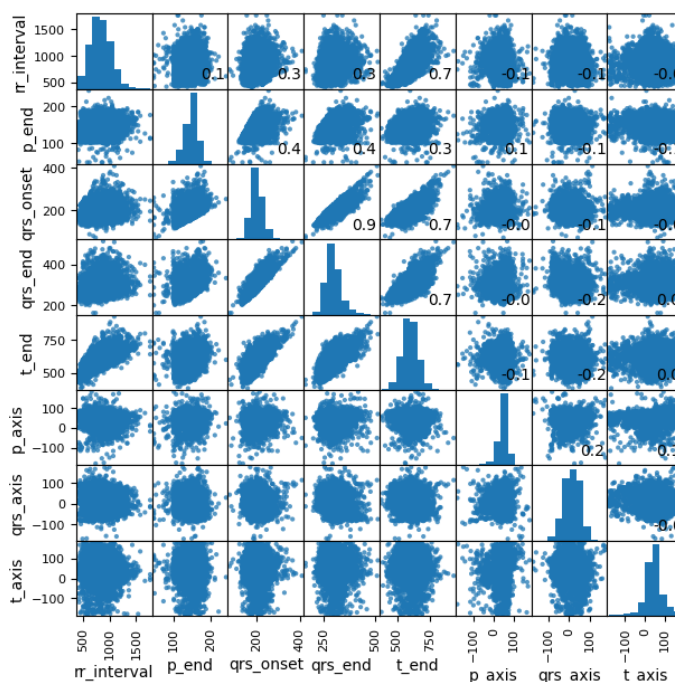 rr_interval 1500 1000 500 0.1 0.3 0.3 0.7 -0.1 -0.1
p_end 200 100 0.4 0.4 0.3 0.1 -0.1
qrs_onset 400 200 0.9 0.7 -0.0 -0.1
qrs_end 400 200 0.7 -0.0 -0.2
t_end 750 500 -0.1 -0.2
p_axis 100 0 −100 0.2
qrs_axis 100 0 −100
t_axis 100 0 −100
500 1000 1500 100 200 200 400 250 500 500 750 −100 0 100 −100 0 100 −100 0 100
rr_interval p_end qrs_onset qrs_end t_end p_axis qrs_axis t_axis